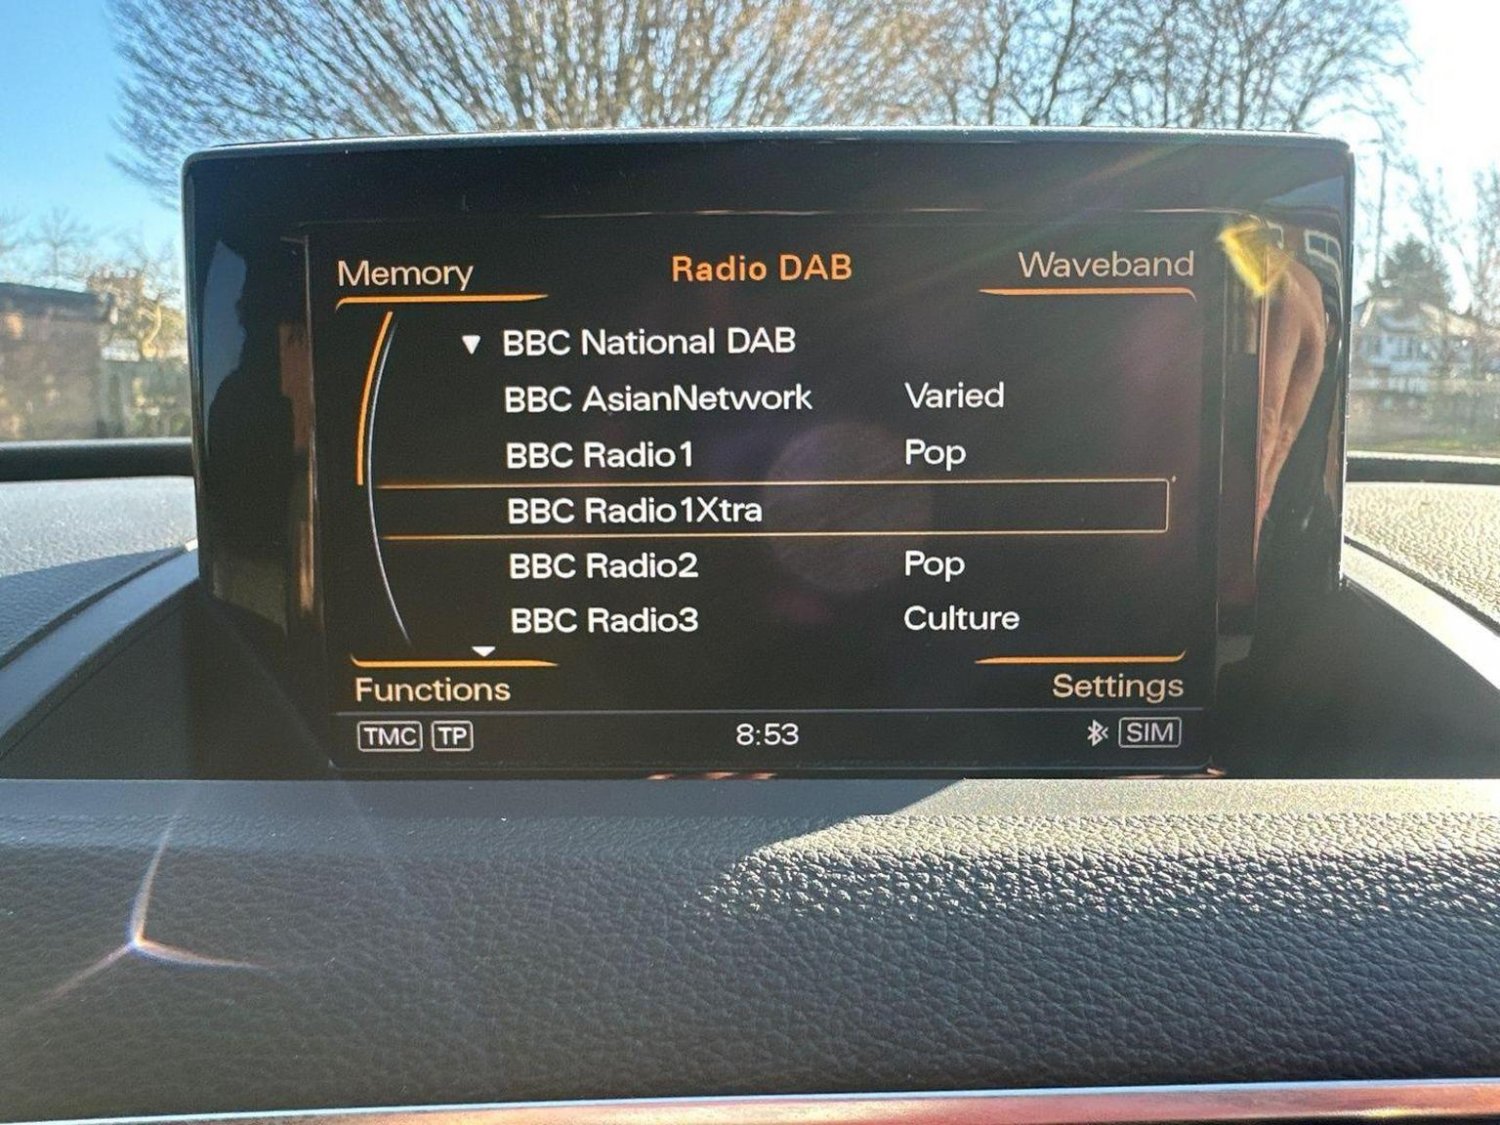 Memory Radio DAB Waveband
▼ BBC National DAB
BBC AsianNetwork Varied
BBC Radio1 Pop
BBC Radio1Xtra
BBC Radio2 Pop
BBC Radio3 Culture
Functions Settings
TMC TP 8:53 SIM